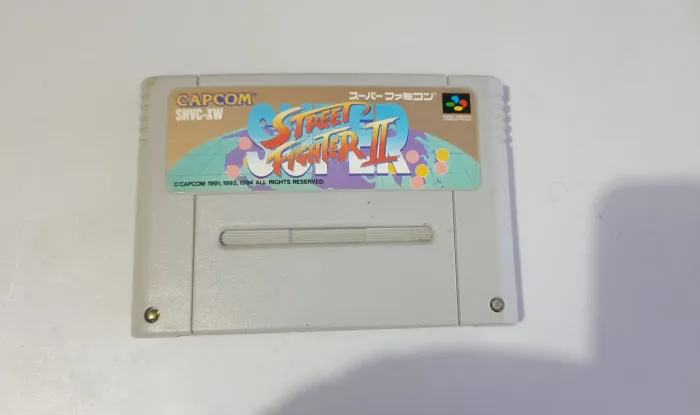 CAPCOM
SHVC-XW
スーパーファミコン
SUPER
STREET
FIGHTER II
© CAPCOM 1991, 1993, 1994 ALL RIGHTS RESERVED.